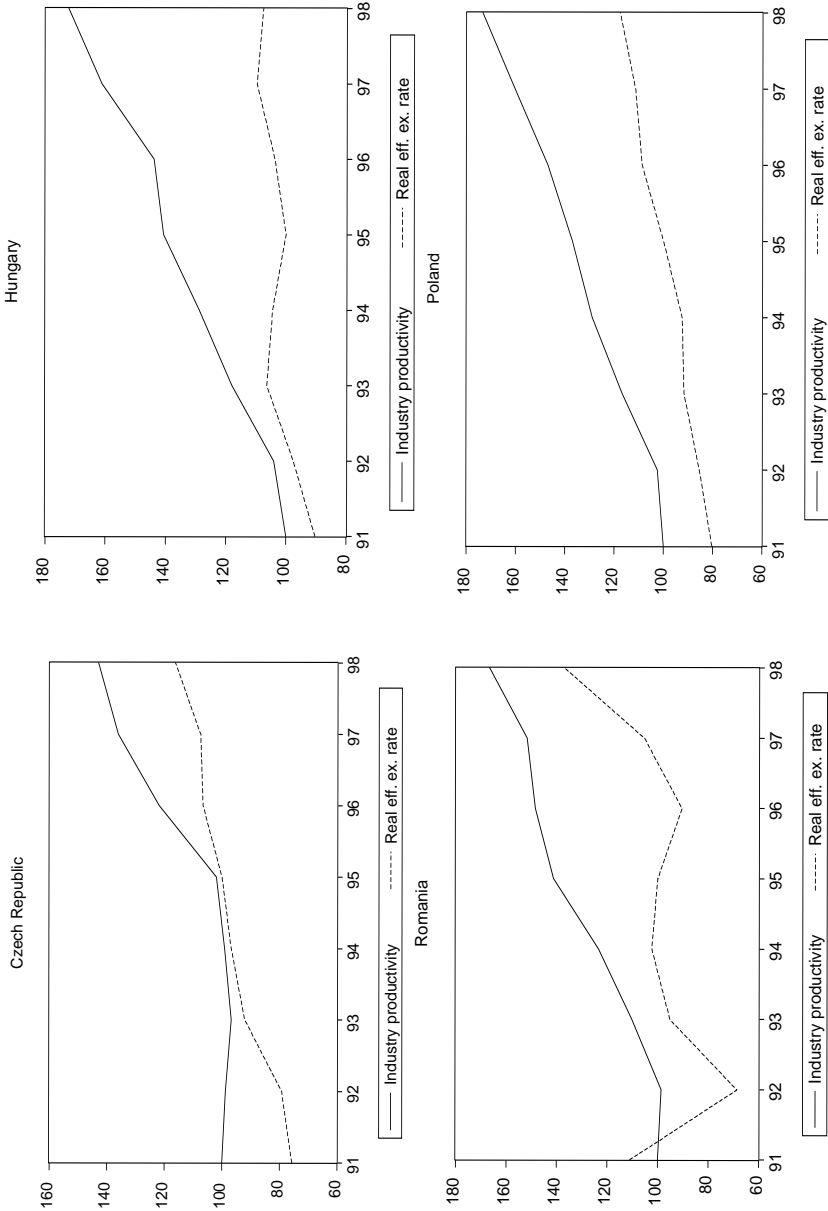 Czech Republic
160
140
120
100
80
60
91 92 93 94 95 96 97 98
Industry productivity Real eff. ex. rate
Hungary
180
160
140
120
100
80
91 92 93 94 95 96 97 98
Industry productivity Real eff. ex. rate
Romania
180
160
140
120
100
80
60
91 92 93 94 95 96 97 98
Industry productivity Real eff. ex. rate
Poland
180
160
140
120
100
80
60
91 92 93 94 95 96 97 98
Industry productivity Real eff. ex. rate